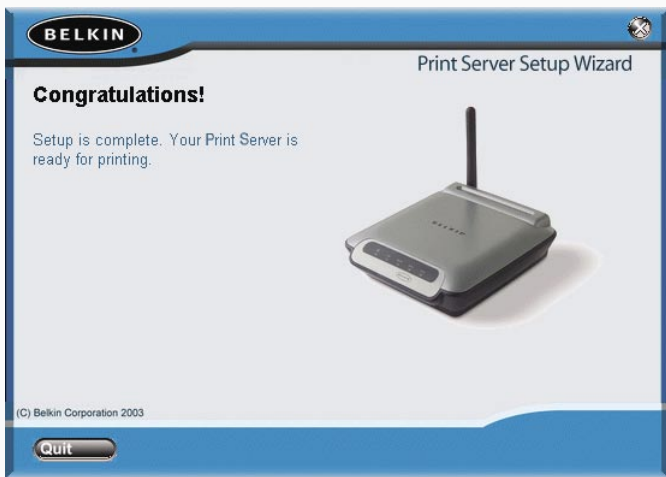 BELKIN
Print Server Setup Wizard
Congratulations!
Setup is complete. Your Print Server is
ready for printing.
BELKIN
(C) Belkin Corporation 2003
Quit